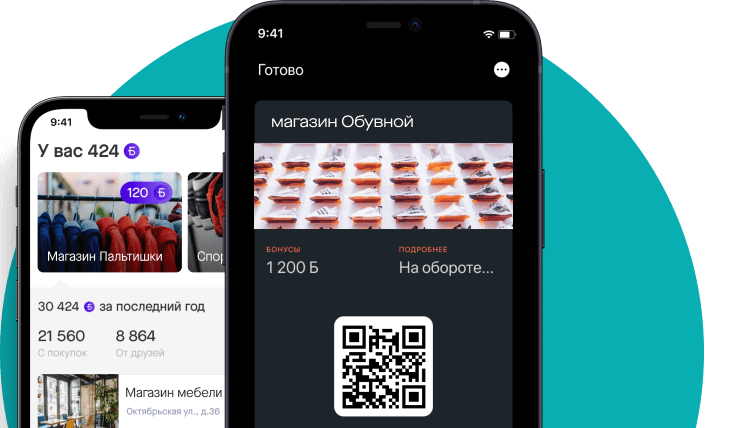 9:41
У вас 424 Б
120 Б
Магазин Пальтишки
Спор
30 424 Б за последний год
21 560
8 864
С покупок
От друзей
Магазин мебели
Октябрьская ул., д.36
9:41
Готово
магазин Обувной
БОНУСЫ
ПОДРОБНЕЕ
1 200 Б
На обороте...